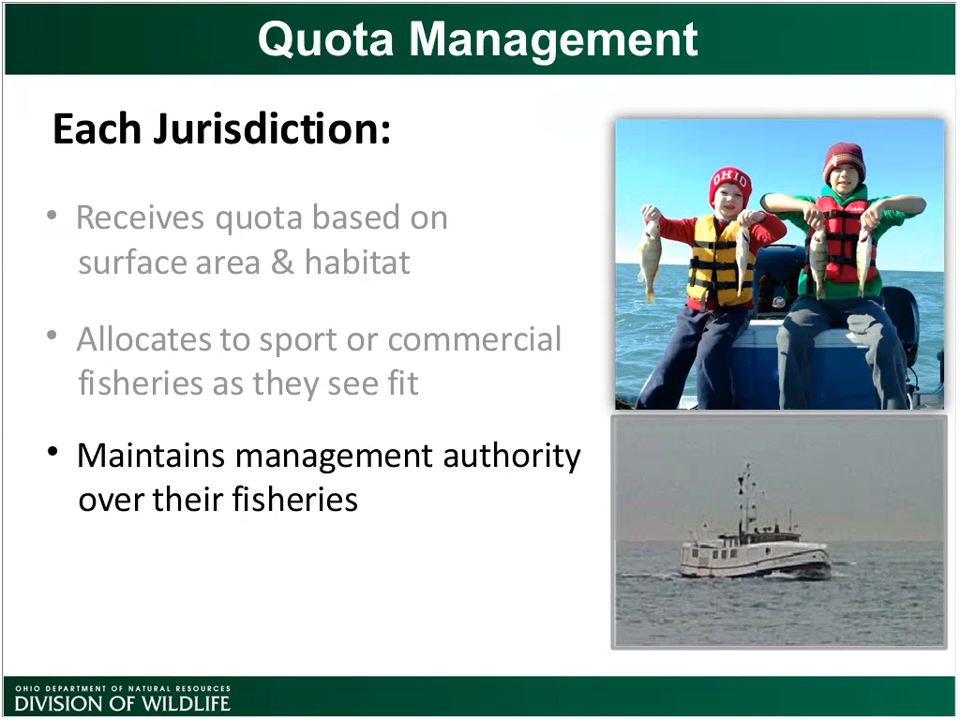 Quota Management
Each Jurisdiction:
• Receives quota based on
surface area & habitat
• Allocates to sport or commercial
fisheries as they see fit
• Maintains management authority
over their fisheries
OHIO
OHIO DEPARTMENT OF NATURAL RESOURCES
DIVISION OF WILDLIFE